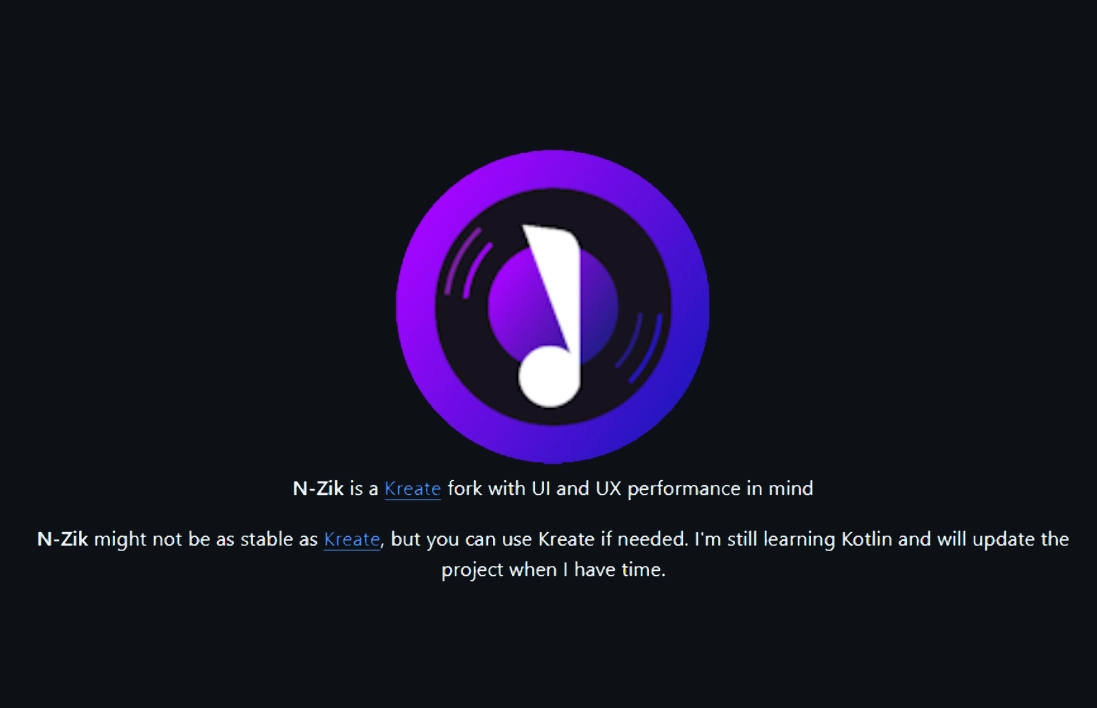 N-Zik is a Kreate fork with UI and UX performance in mind
N-Zik might not be as stable as Kreate, but you can use Kreate if needed. I'm still learning Kotlin and will update the
project when I have time.